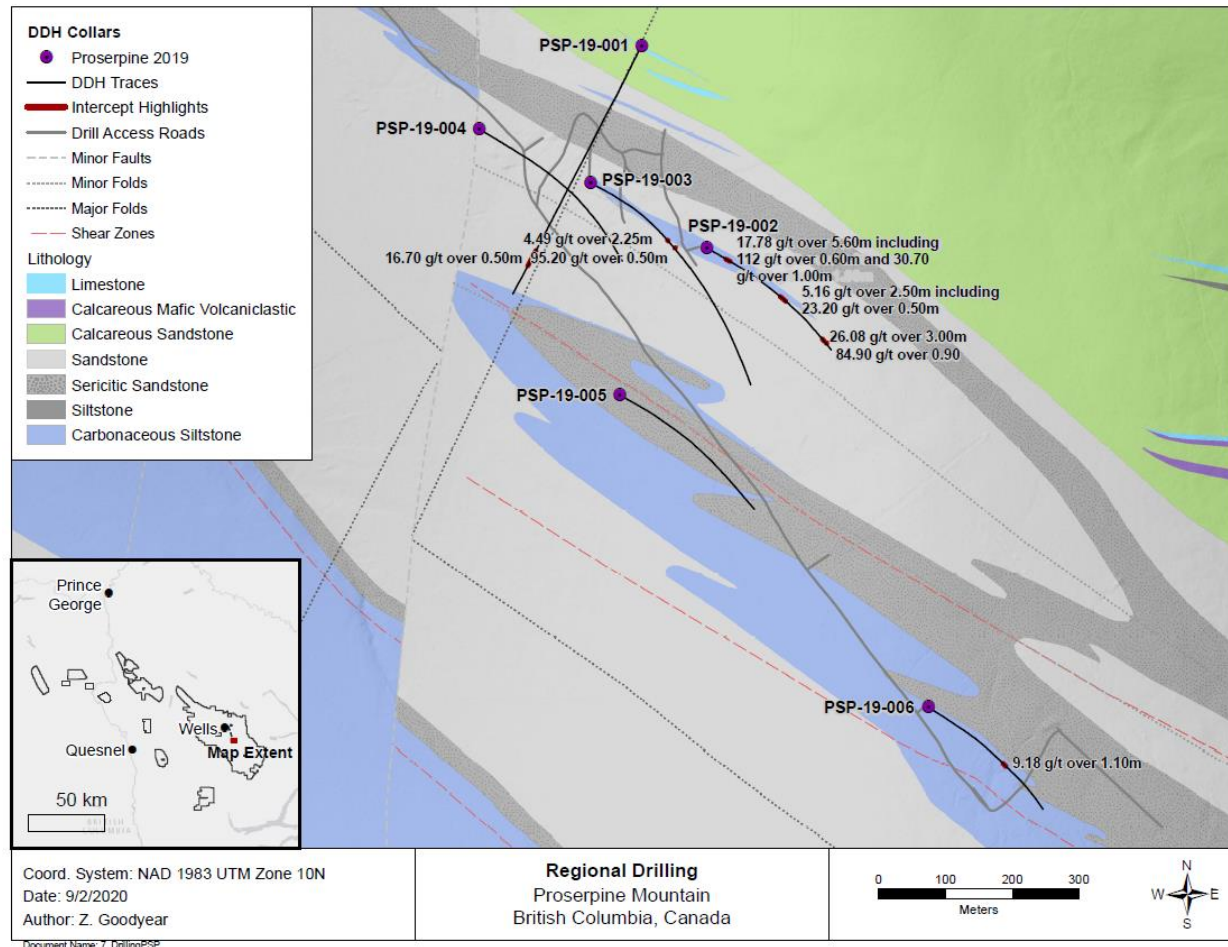 DDH Collars
Proserpine 2019
DDH Traces
Intercept Highlights
Drill Access Roads
Minor Faults
Minor Folds
Major Folds
Shear Zones
Lithology
Limestone
Calcareous Mafic Volcaniclastic
Calcareous Sandstone
Sandstone
Sericitic Sandstone
Siltstone
Carbonaceous Siltstone
PSP-19-001
PSP-19-004
PSP-19-003
PSP-19-002
17.78 g/t over 5.60m including
112 g/t over 0.60m and 30.70
g/t over 1.00m
4.49 g/t over 2.25m
16.70 g/t over 0.50m
95.20 g/t over 0.50m
5.16 g/t over 2.50m including
23.20 g/t over 0.50m
26.08 g/t over 3.00m
84.90 g/t over 0.90
PSP-19-005
PSP-19-006
9.18 g/t over 1.10m
Prince
George
Wells
Quesnel
Map Extent
50 km
BRITISH
COLUMBIA
Coord. System: NAD 1983 UTM Zone 10N
Date: 9/2/2020
Author: Z. Goodyear
Document Name: 7_DrillingPSP
Regional Drilling
Proserpine Mountain
British Columbia, Canada
0 100 200 300
Meters
N
W E
S